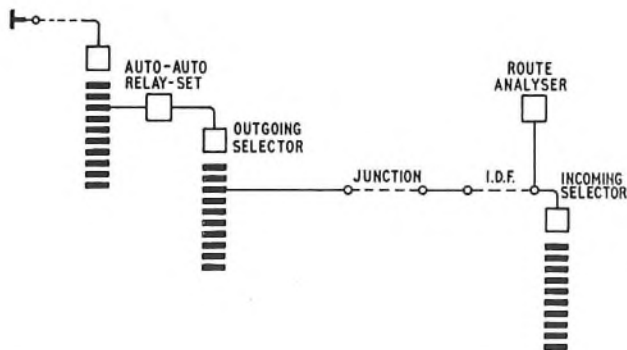 AUTO-AUTO
RELAY-SET
OUTGOING
SELECTOR
JUNCTION
I.D.F.
ROUTE
ANALYSER
INCOMING
SELECTOR